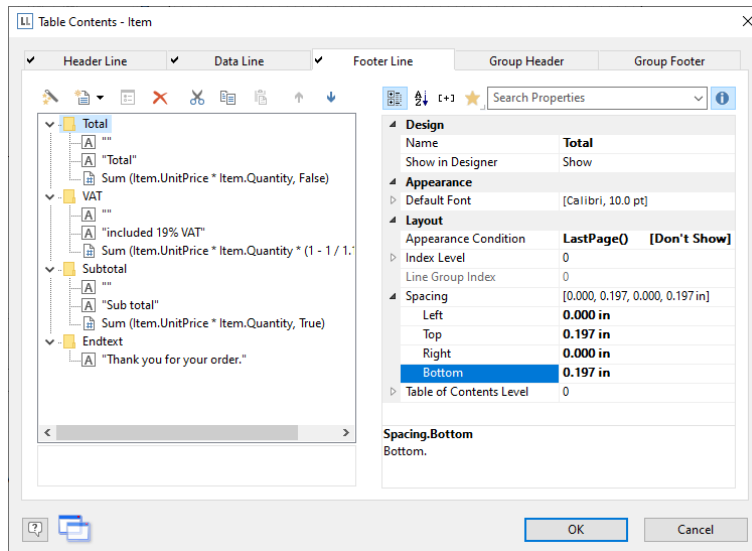 LL Table Contents - Item
Header Line Data Line Footer Line Group Header Group Footer
Search Properties
Total
""
"Total"
Sum (Item.UnitPrice * Item.Quantity, False)
VAT
""
"included 19% VAT"
Sum (Item.UnitPrice * Item.Quantity * (1 - 1 / 1.
Subtotal
""
"Sub total"
Sum (Item.UnitPrice * Item.Quantity, True)
Endtext
"Thank you for your order."
Design
Name Total
Show in Designer Show
Appearance
Default Font [Calibri, 10.0 pt]
Layout
Appearance Condition LastPage() [Don't Show]
Index Level 0
Line Group Index 0
Spacing [0.000, 0.197, 0.000, 0.197 in]
Left 0.000 in
Top 0.197 in
Right 0.000 in
Bottom 0.197 in
Table of Contents Level 0
Spacing.Bottom
Bottom.
OK Cancel